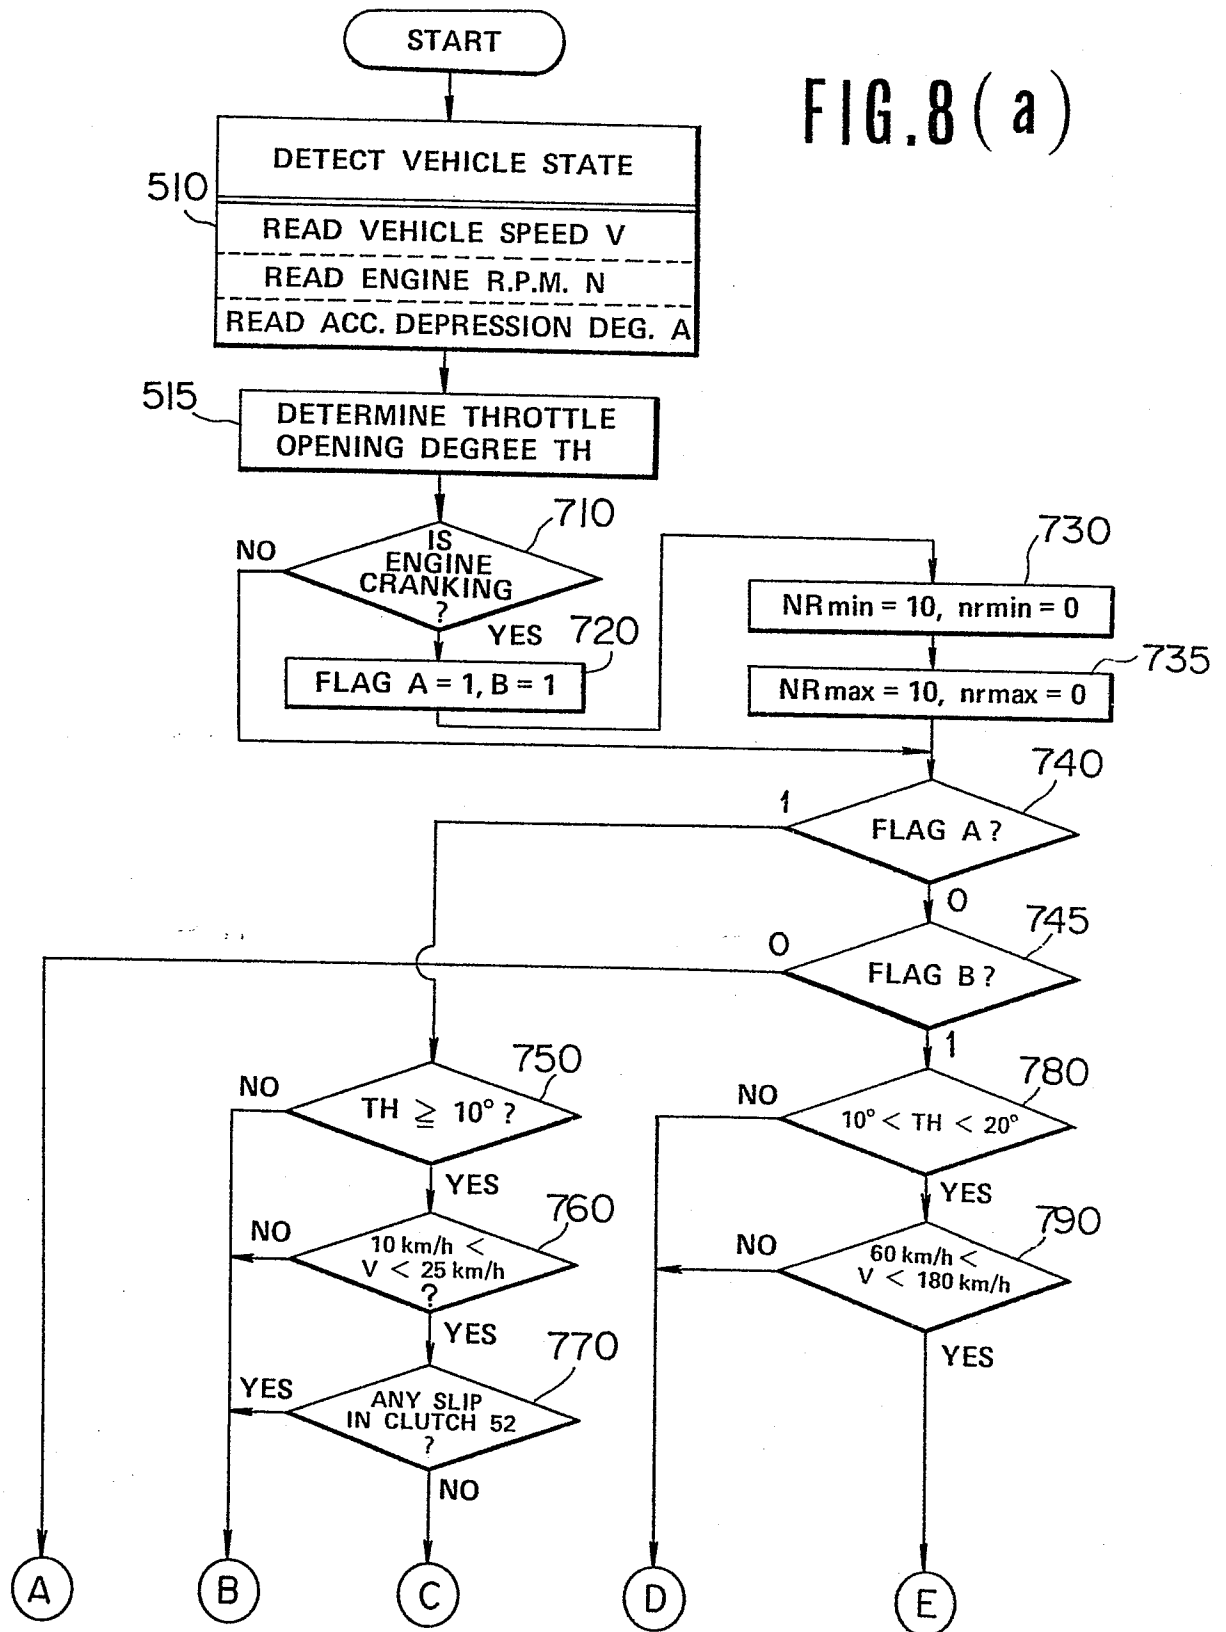 START
FIG.8(a)
DETECT VEHICLE STATE
510
READ VEHICLE SPEED V
READ ENGINE R.P.M. N
READ ACC. DEPRESSION DEG. A
515
DETERMINE THROTTLE
OPENING DEGREE TH
710
NO
IS
ENGINE
CRANKING
?
YES
720
FLAG A = 1, B = 1
730
NRmin = 10, nrmin = 0
735
NRmax = 10, nrmax = 0
740
1
FLAG A ?
0
745
0
FLAG B ?
1
750
NO
TH ≧ 10° ?
YES
780
NO
10° < TH < 20°
YES
760
NO
10 km/h <
V < 25 km/h
?
YES
790
NO
60 km/h <
V < 180 km/h
YES
770
YES
ANY SLIP
IN CLUTCH 52
?
NO
A
B
C
D
E